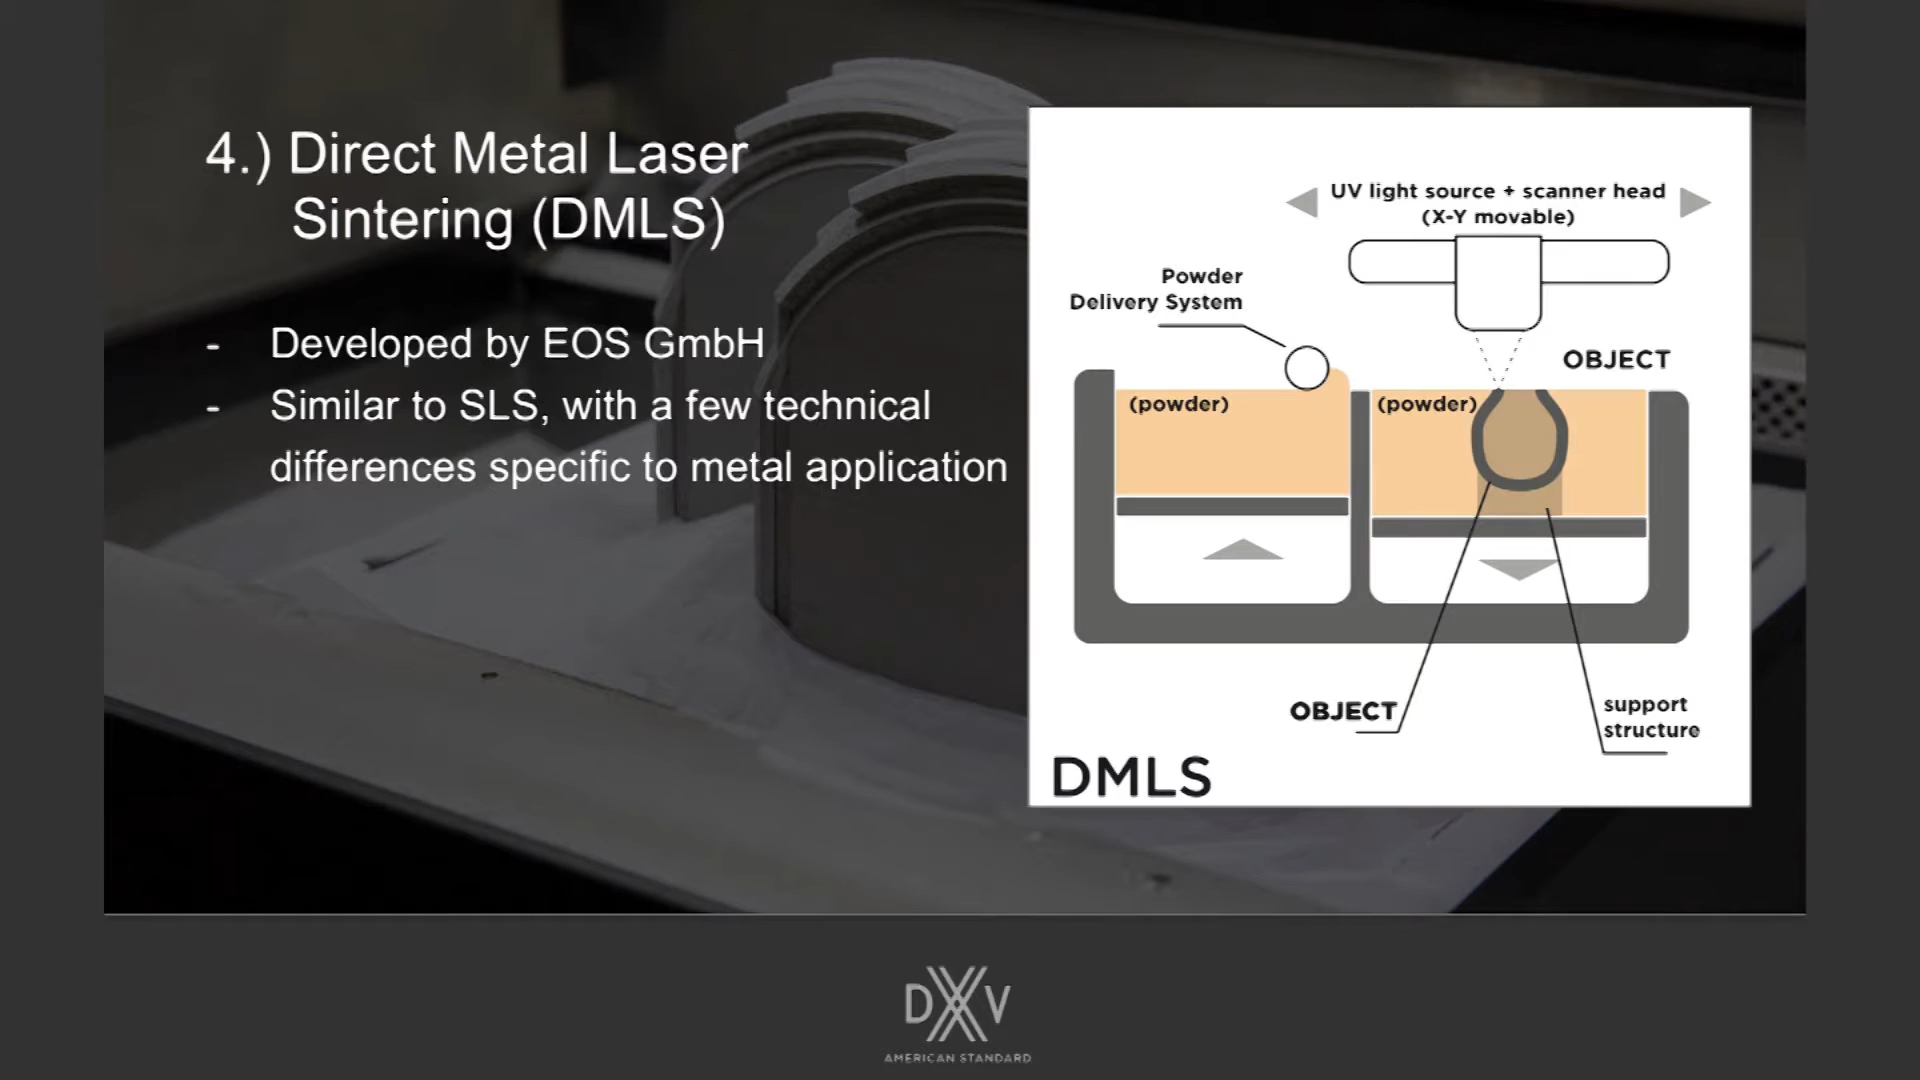 4.) Direct Metal Laser
Sintering (DMLS)
- Developed by EOS GmbH
- Similar to SLS, with a few technical
differences specific to metal application
UV light source + scanner head
(X-Y movable)
Powder
Delivery System
OBJECT
(powder)
(powder)
OBJECT
support
structure
DMLS
DXV
AMERICAN STANDARD